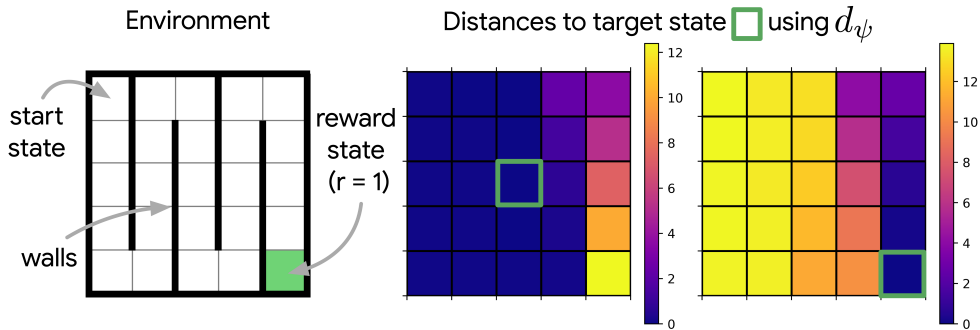 Environment
start
state
walls
reward
state
(r = 1)
Distances to target state using dψ
12
10
8
6
4
2
0
12
10
8
6
4
2
0